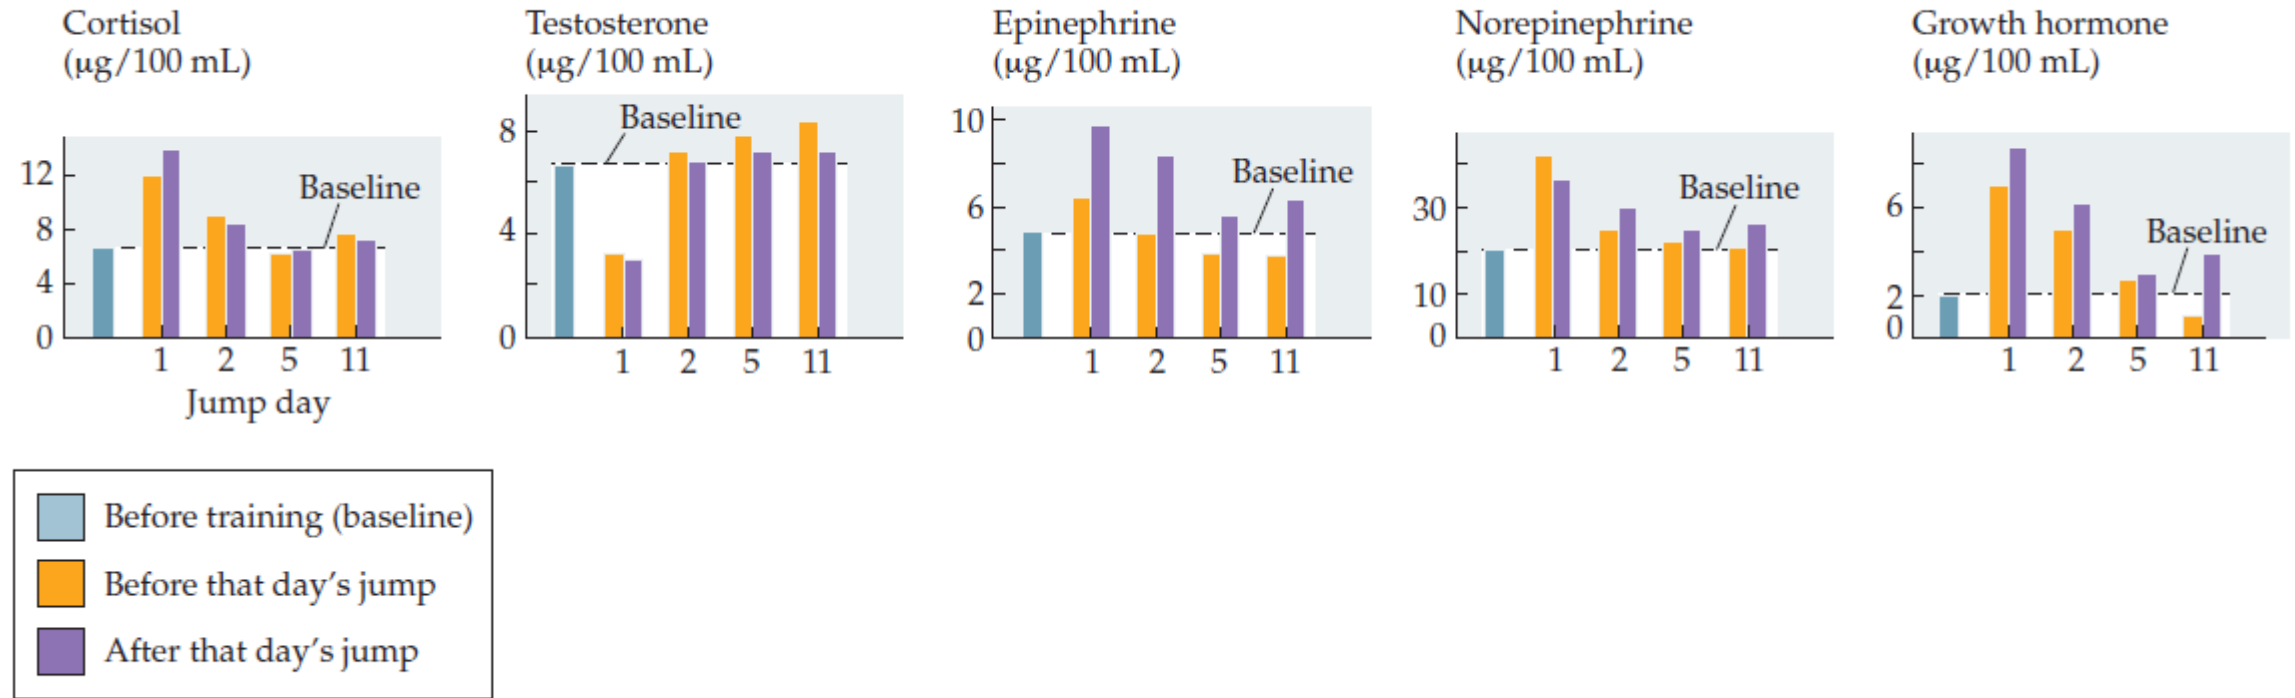 Cortisol
(μg/100 mL)
12
8
4
0
Baseline
1 2 5 11
Jump day
Testosterone
(μg/100 mL)
8
4
0
Baseline
1 2 5 11
Epinephrine
(μg/100 mL)
10
6
2
0
Baseline
1 2 5 11
Norepinephrine
(μg/100 mL)
30
10
0
Baseline
1 2 5 11
Growth hormone
(μg/100 mL)
6
2
0
Baseline
1 2 5 11
Before training (baseline)
Before that day's jump
After that day's jump